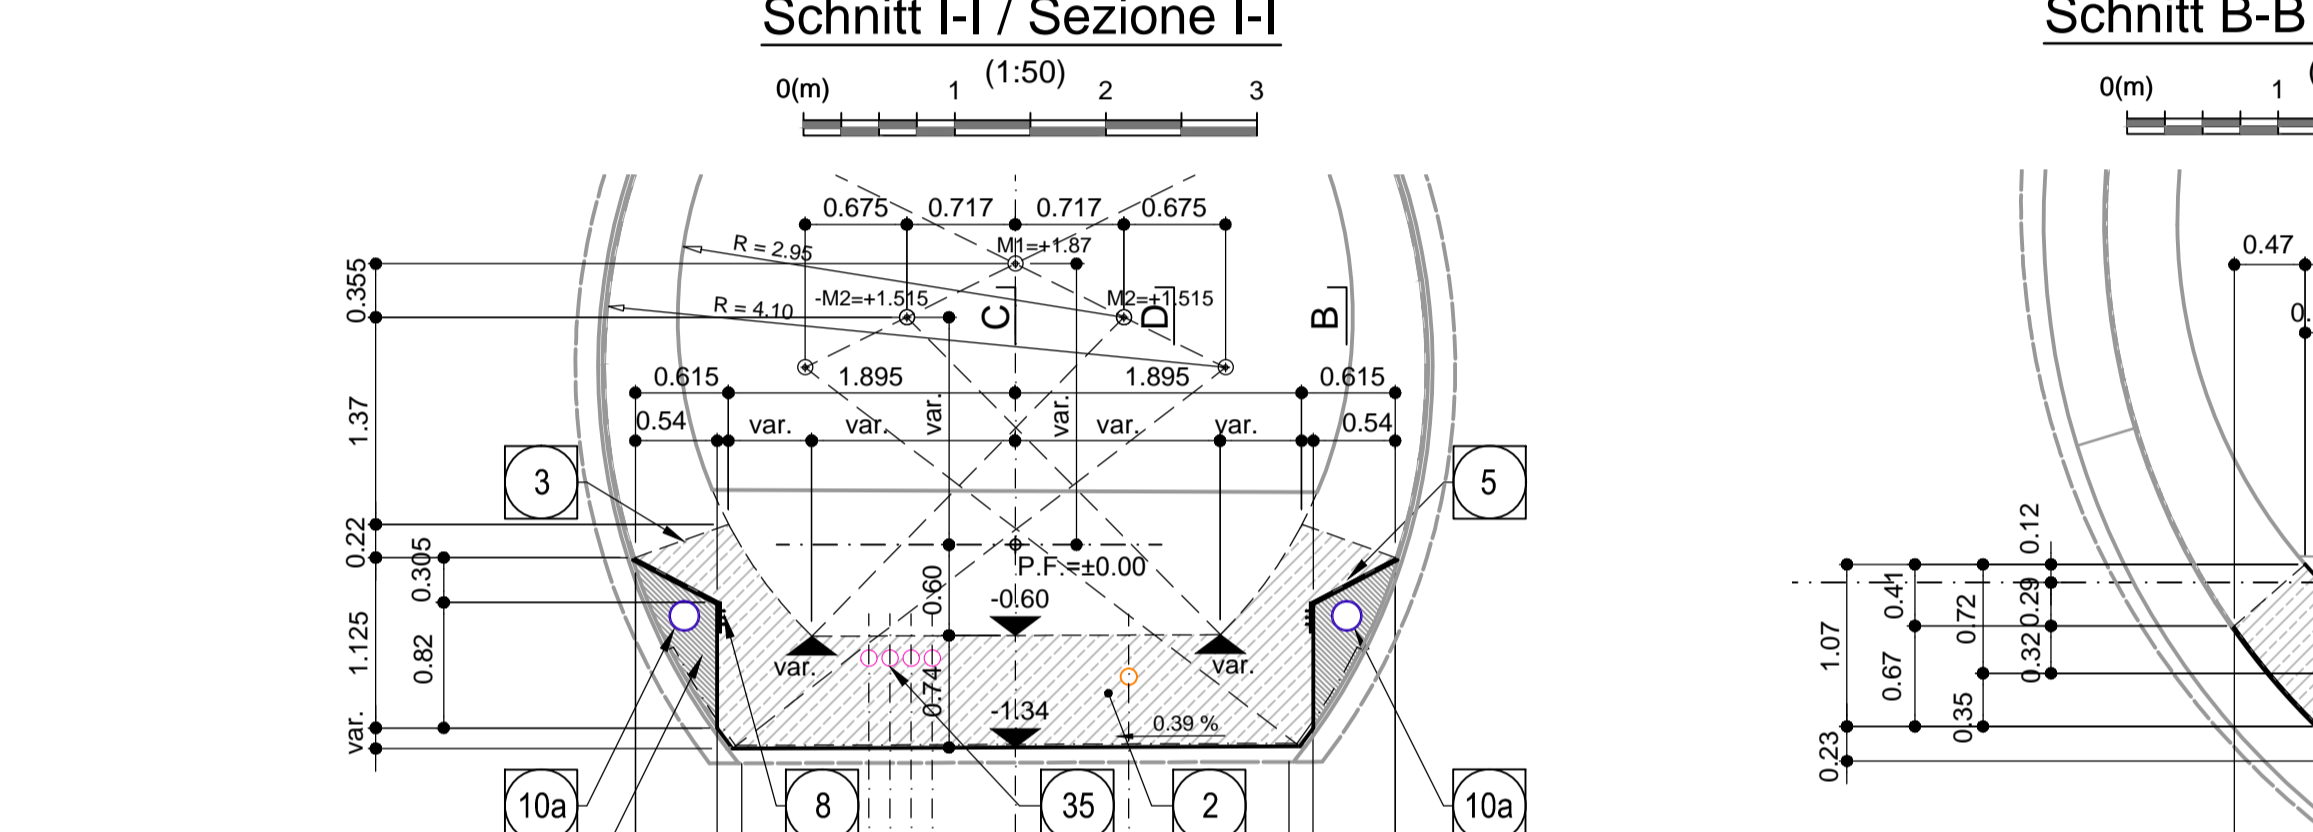 Schnitt I-I / Sezione I-I
(1:50)
0(m) 1 2 3
0.675 0.717 0.717 0.675
R = 2.95
M1=+1.87
-M2=+1.515
M2=+1.515
R = 4.10
C
D
B
0.615 1.895 1.895 0.615
0.54 var. var. var. var. var. var. 0.54
0.355
1.37
0.22
1.125
var.
0.305
0.82
3
5
P.F.=±0.00
0.60
-0.60
var.
var.
0.74
-1.34
0.39 %
10a
8
35
2
10a
Schnitt B-B
0(m) 1
0.47
0.12
0.29
0.32
0.41
0.67
0.72
0.35
1.07
0.23